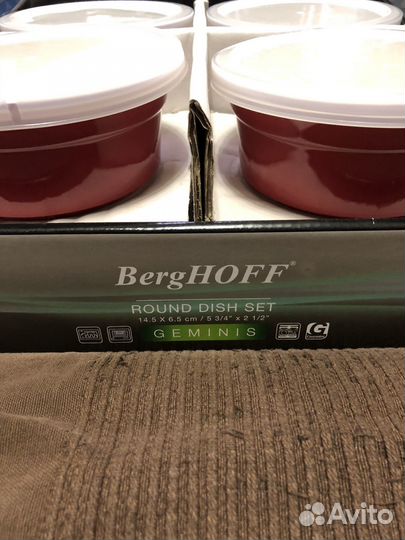 BergHOFF®
ROUND DISH SET
14.5 X 6.5 cm / 5 3/4" x 2 1/2"
GEMINIS
G
Avito